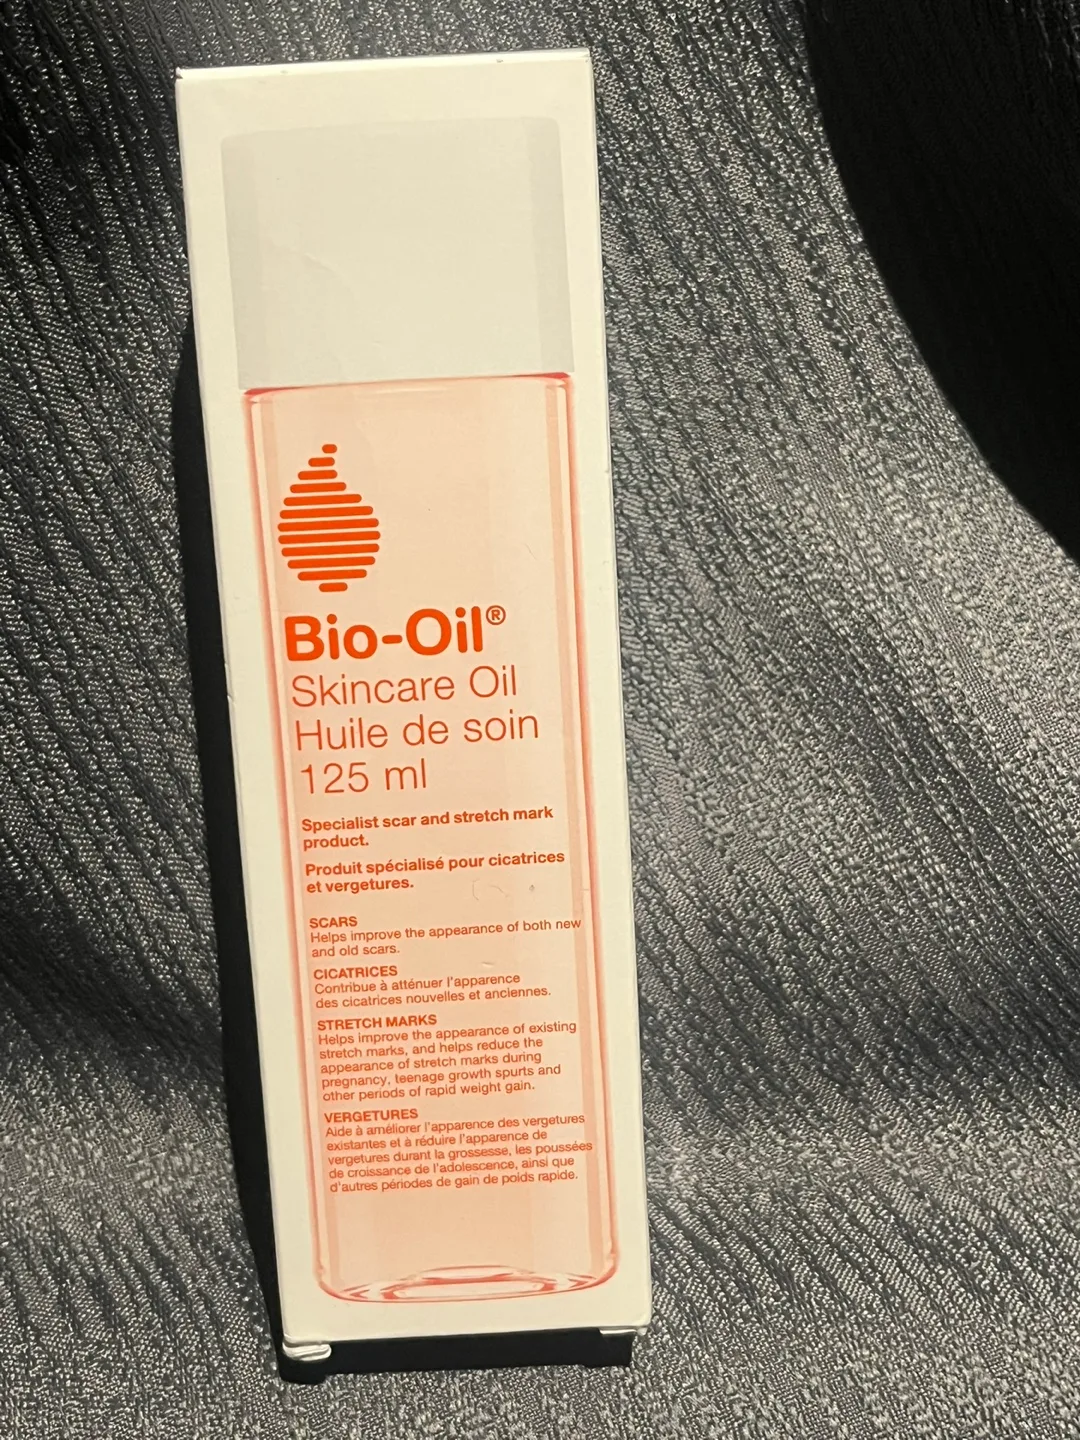 Bio-Oil®
Skincare Oil
Huile de soin
125 ml
Specialist scar and stretch mark
product.
Produit spécialisé pour cicatrices
et vergetures.
SCARS
Helps improve the appearance of both new
and old scars.
CICATRICES
Contribue à atténuer l'apparence
des cicatrices nouvelles et anciennes.
STRETCH MARKS
Helps improve the appearance of existing
stretch marks, and helps reduce the
appearance of stretch marks during
pregnancy, teenage growth spurts and
other periods of rapid weight gain.
VERGETURES
Aide à améliorer l'apparence des vergetures
existantes et à réduire l'apparence de
vergetures durant la grossesse, les poussées
de croissance de l'adolescence, ainsi que
d'autres périodes de gain de poids rapide.